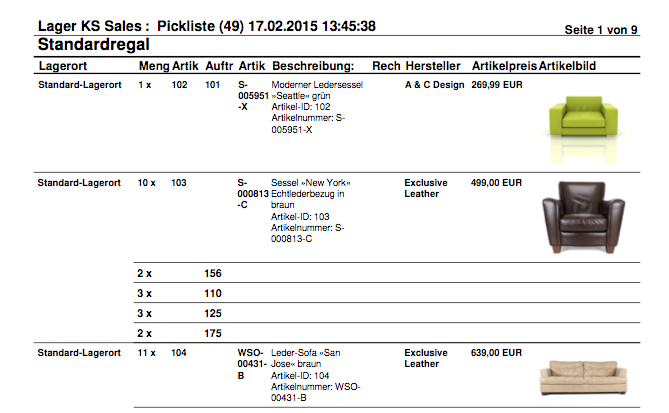 Lager KS Sales : Pickliste (49) 17.02.2015 13:45:38 Seite 1 von 9
Standardregal
Lagerort Meng Artik Auftr Artik Beschreibung: Rech Hersteller Artikelpreis Artikelbild
Standard-Lagerort 1 x 102 101 S- Moderner Ledersessel A & C Design 269,99 EUR
005951 »Seattle« grün
-X Artikel-ID: 102
Artikelnummer: S-
005951-X
Standard-Lagerort 10 x 103 S- Sessel »New York« Exclusive 499,00 EUR
000813 Echtlederbezug in Leather
-C braun
Artikel-ID: 103
Artikelnummer: S-
000813-C
2 x 156
3 x 110
3 x 125
2 x 175
Standard-Lagerort 11 x 104 WSO- Leder-Sofa »San Exclusive 639,00 EUR
00431- Jose« braun Leather
B Artikel-ID: 104
Artikelnummer: WSO-
00431-B